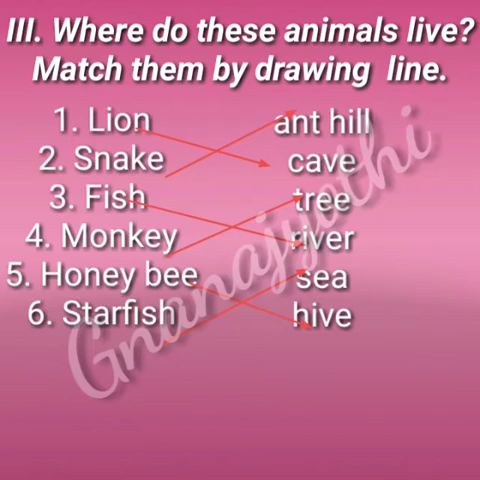 III. Where do these animals live?
Match them by drawing line.
1. Lion ant hill
2. Snake cave
3. Fish tree
4. Monkey river
5. Honey bee sea
6. Starfish hive
Gnanajyothi